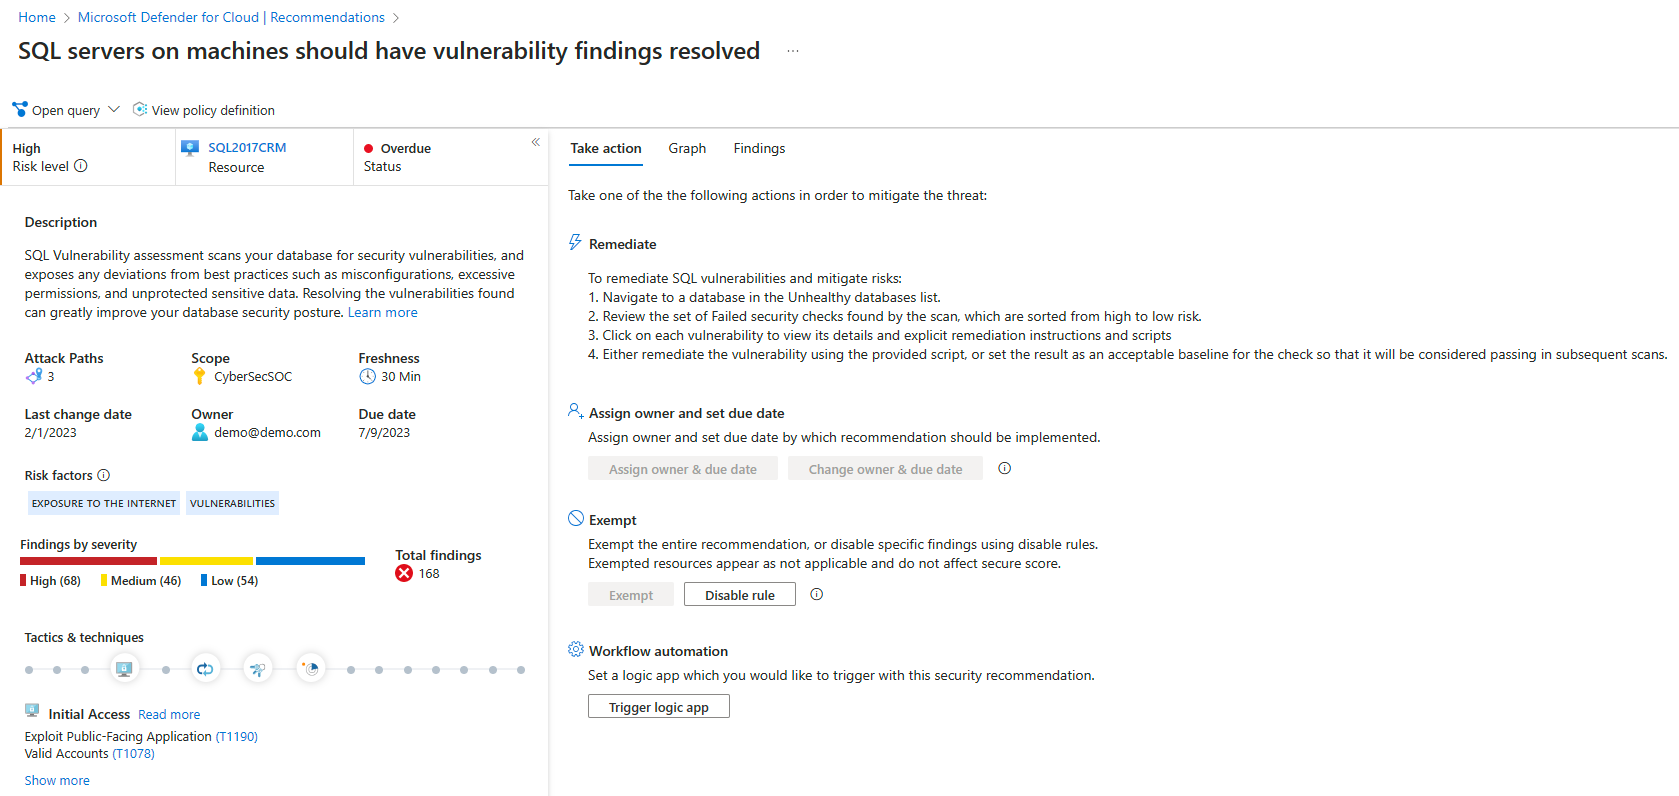 Home > Microsoft Defender for Cloud | Recommendations >
SQL servers on machines should have vulnerability findings resolved ...
Open query
View policy definition
High
Risk level
SQL2017CRM
Resource
Overdue
Status
«
Description
SQL Vulnerability assessment scans your database for security vulnerabilities, and
exposes any deviations from best practices such as misconfigurations, excessive
permissions, and unprotected sensitive data. Resolving the vulnerabilities found
can greatly improve your database security posture. Learn more
Attack Paths
3
Scope
CyberSecSOC
Freshness
30 Min
Last change date
2/1/2023
Owner
demo@demo.com
Due date
7/9/2023
Risk factors
EXPOSURE TO THE INTERNET
VULNERABILITIES
Findings by severity
High (68)
Medium (46)
Low (54)
Total findings
168
Tactics & techniques
Initial Access Read more
Exploit Public-Facing Application (T1190)
Valid Accounts (T1078)
Show more
Take action
Graph
Findings
Take one of the the following actions in order to mitigate the threat:
Remediate
To remediate SQL vulnerabilities and mitigate risks:
1. Navigate to a database in the Unhealthy databases list.
2. Review the set of Failed security checks found by the scan, which are sorted from high to low risk.
3. Click on each vulnerability to view its details and explicit remediation instructions and scripts
4. Either remediate the vulnerability using the provided script, or set the result as an acceptable baseline for the check so that it will be considered passing in subsequent scans.
Assign owner and set due date
Assign owner and set due date by which recommendation should be implemented.
Assign owner & due date
Change owner & due date
Exempt
Exempt the entire recommendation, or disable specific findings using disable rules.
Exempted resources appear as not applicable and do not affect secure score.
Exempt
Disable rule
Workflow automation
Set a logic app which you would like to trigger with this security recommendation.
Trigger logic app